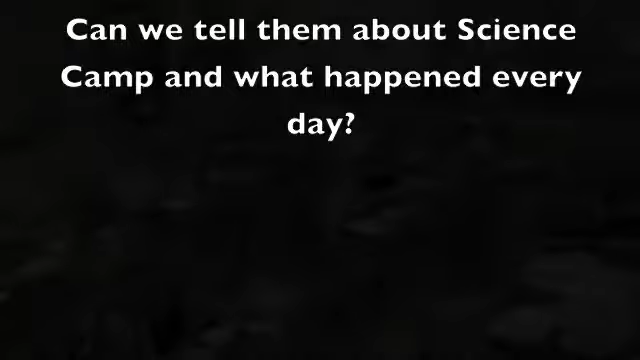 Can we tell them about Science
Camp and what happened every
day?